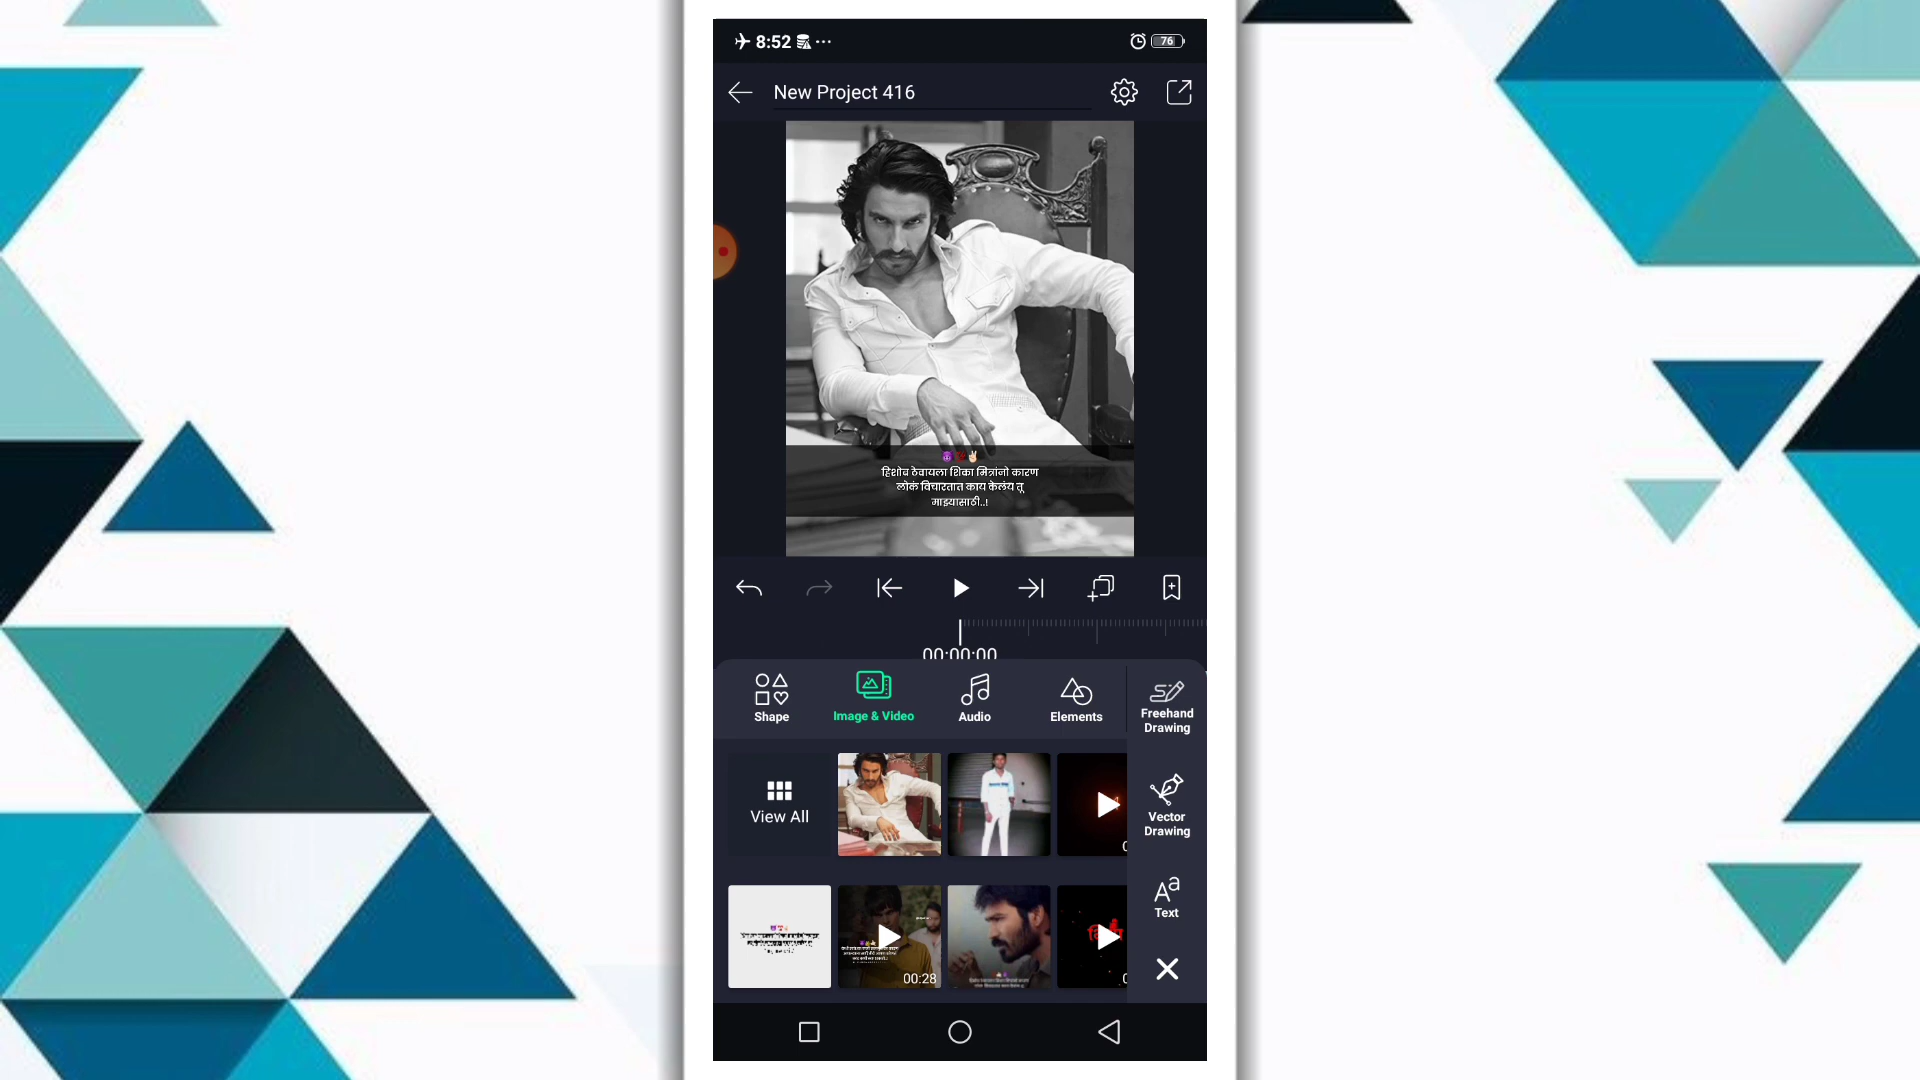 8:52
76
New Project 416
हिशोब ठेवायला शिका मित्रांनो कारण
लोकं विचारतात काय केलंय तू
माझ्यासाठी..!
00:00:00
Shape
Image & Video
Audio
Elements
Freehand
Drawing
View All
Vector
Drawing
Text
00:28